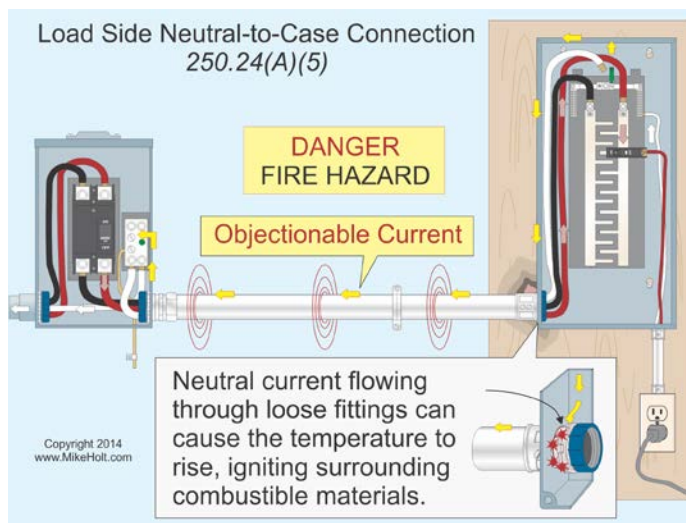 Load Side Neutral-to-Case Connection
250.24(A)(5)
DANGER
FIRE HAZARD
Objectionable Current
Neutral current flowing
through loose fittings can
cause the temperature to
rise, igniting surrounding
combustible materials.
Copyright 2014
www.MikeHolt.com